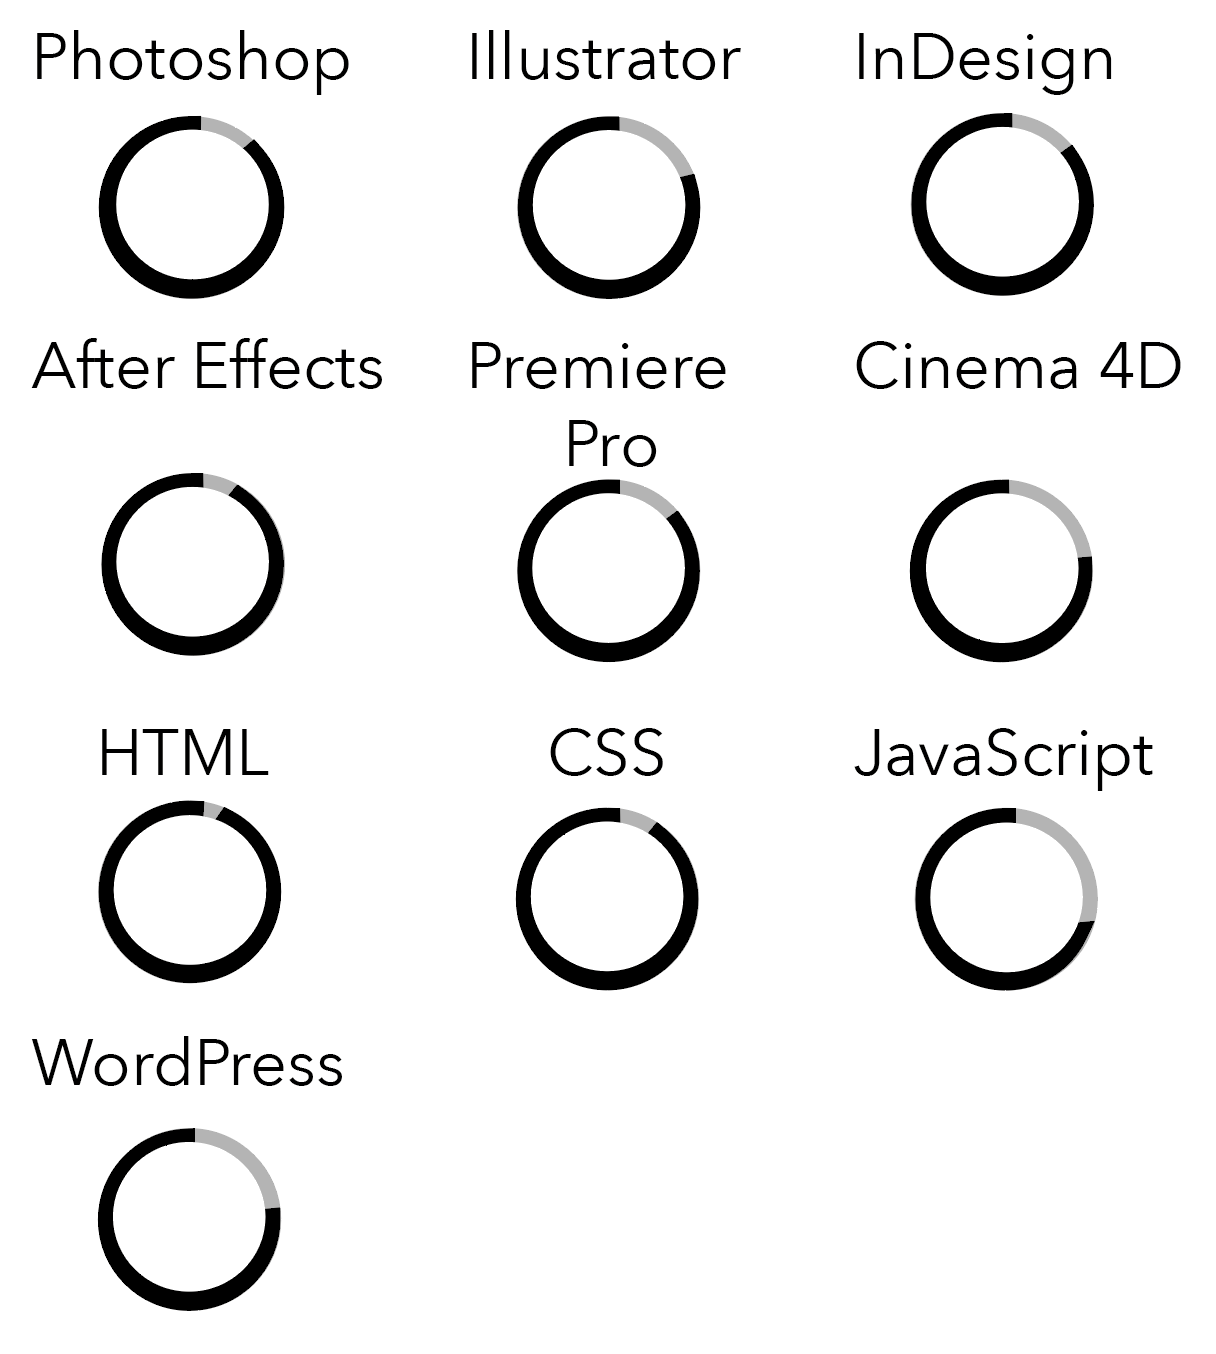 Photoshop
Illustrator
InDesign
After Effects
Premiere
Pro
Cinema 4D
HTML
CSS
JavaScript
WordPress